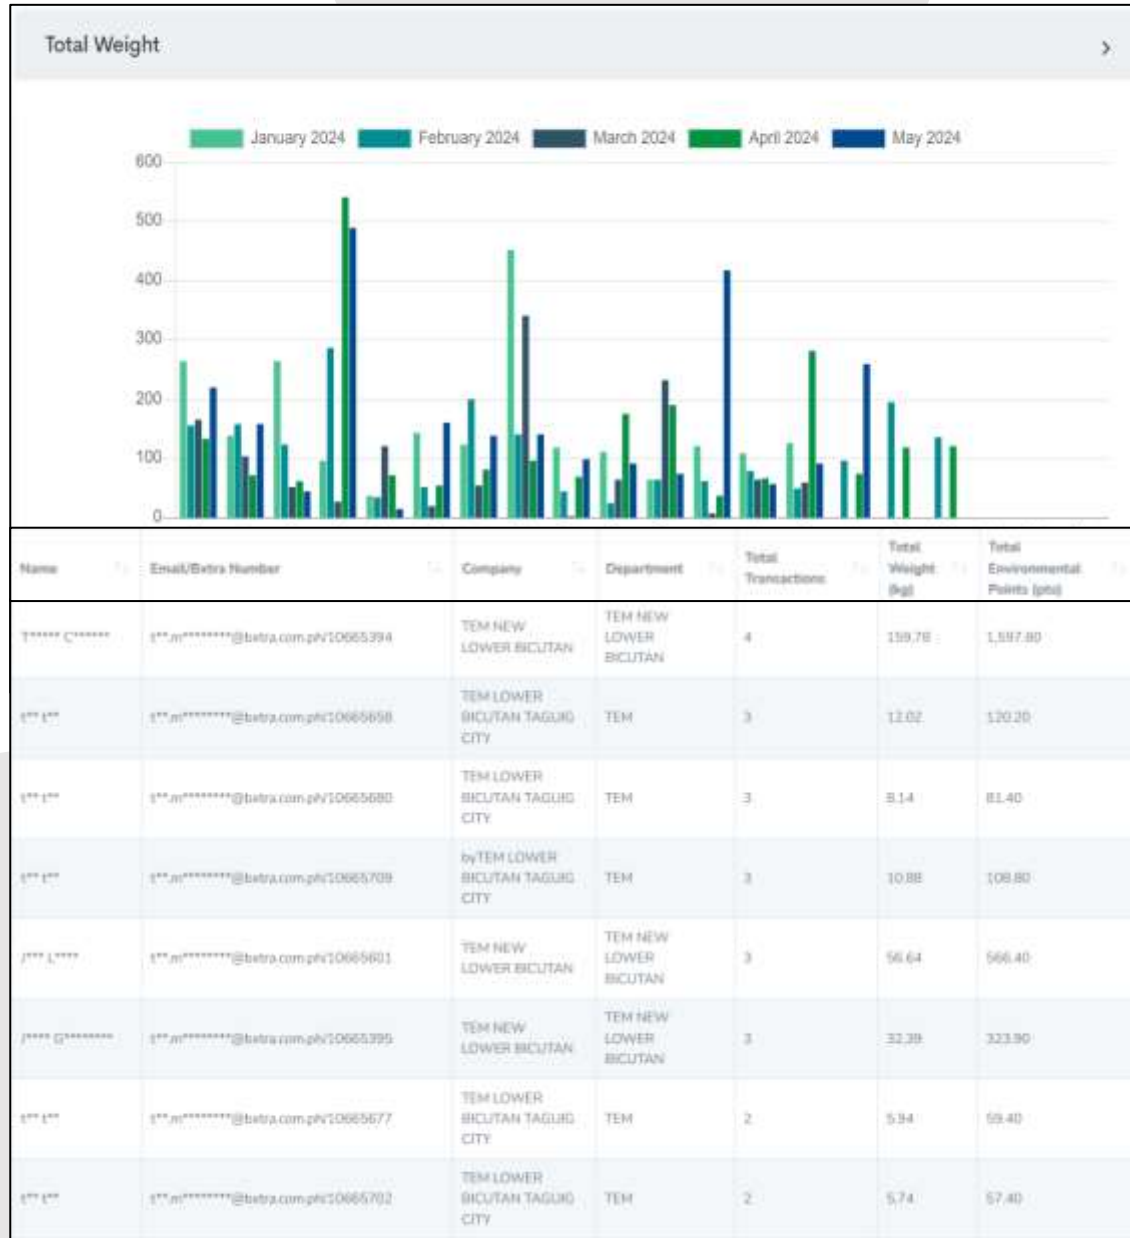 Total Weight
January 2024 February 2024 March 2024 April 2024 May 2024
600
500
400
300
200
100
0
Name Email/Bxtra Number Company Department Total Transactions Total Weight (kg) Total Environmental Points (pts)
T***** C****** t**.m********@bxtra.com.ph/10665394 TEM NEW LOWER BICUTAN TEM NEW LOWER BICUTAN 4 159.78 1,597.80
t** t** t**.m********@bxtra.com.ph/10665658 TEM LOWER BICUTAN TAGUIG CITY TEM 3 12.02 120.20
t** t** t**.m********@bxtra.com.ph/10665680 TEM LOWER BICUTAN TAGUIG CITY TEM 3 8.14 81.40
t** t** t**.m********@bxtra.com.ph/10665709 byTEM LOWER BICUTAN TAGUIG CITY TEM 3 10.88 108.80
J*** L**** t**.m********@bxtra.com.ph/10665601 TEM NEW LOWER BICUTAN TEM NEW LOWER BICUTAN 3 56.64 566.40
J**** G******** t**.m********@bxtra.com.ph/10665395 TEM NEW LOWER BICUTAN TEM NEW LOWER BICUTAN 3 32.39 323.90
t** t** t**.m********@bxtra.com.ph/10665677 TEM LOWER BICUTAN TAGUIG CITY TEM 2 5.94 59.40
t** t** t**.m********@bxtra.com.ph/10665702 TEM LOWER BICUTAN TAGUIG CITY TEM 2 5.74 57.40